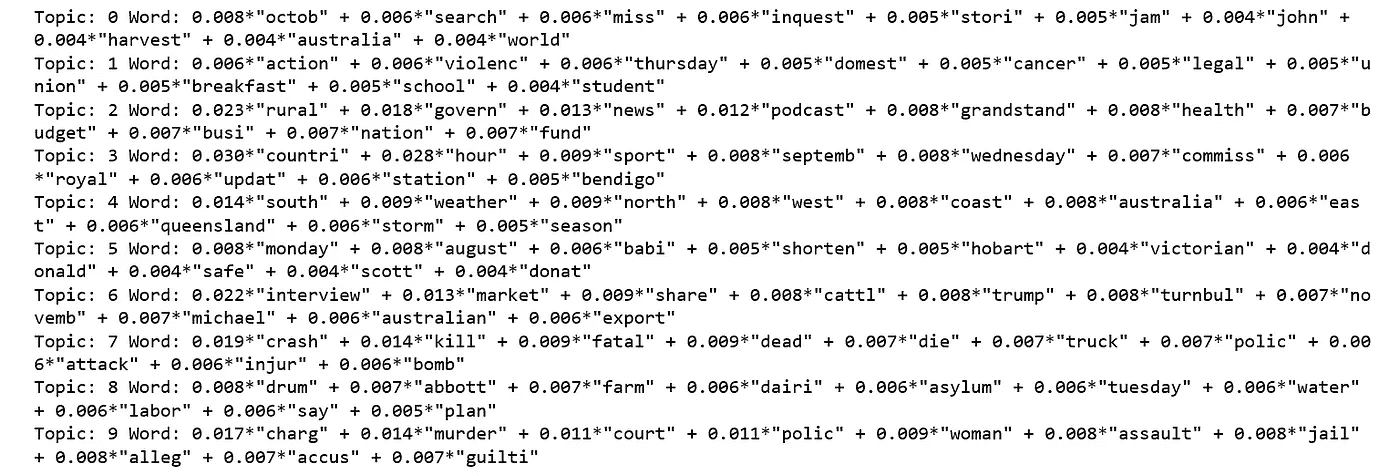 Topic: 0 Word: 0.008*"octob" + 0.006*"search" + 0.006*"miss" + 0.006*"inquest" + 0.005*"stori" + 0.005*"jam" + 0.004*"john" +
0.004*"harvest" + 0.004*"australia" + 0.004*"world"
Topic: 1 Word: 0.006*"action" + 0.006*"violenc" + 0.006*"thursday" + 0.005*"domest" + 0.005*"cancer" + 0.005*"legal" + 0.005*"u
nion" + 0.005*"breakfast" + 0.005*"school" + 0.004*"student"
Topic: 2 Word: 0.023*"rural" + 0.018*"govern" + 0.013*"news" + 0.012*"podcast" + 0.008*"grandstand" + 0.008*"health" + 0.007*"b
udget" + 0.007*"busi" + 0.007*"nation" + 0.007*"fund"
Topic: 3 Word: 0.030*"countri" + 0.028*"hour" + 0.009*"sport" + 0.008*"septemb" + 0.008*"wednesday" + 0.007*"commiss" + 0.006
*"royal" + 0.006*"updat" + 0.006*"station" + 0.005*"bendigo"
Topic: 4 Word: 0.014*"south" + 0.009*"weather" + 0.009*"north" + 0.008*"west" + 0.008*"coast" + 0.008*"australia" + 0.006*"eas
t" + 0.006*"queensland" + 0.006*"storm" + 0.005*"season"
Topic: 5 Word: 0.008*"monday" + 0.008*"august" + 0.006*"babi" + 0.005*"shorten" + 0.005*"hobart" + 0.004*"victorian" + 0.004*"d
onald" + 0.004*"safe" + 0.004*"scott" + 0.004*"donat"
Topic: 6 Word: 0.022*"interview" + 0.013*"market" + 0.009*"share" + 0.008*"cattl" + 0.008*"trump" + 0.008*"turnbul" + 0.007*"no
vemb" + 0.007*"michael" + 0.006*"australian" + 0.006*"export"
Topic: 7 Word: 0.019*"crash" + 0.014*"kill" + 0.009*"fatal" + 0.009*"dead" + 0.007*"die" + 0.007*"truck" + 0.007*"polic" + 0.00
6*"attack" + 0.006*"injur" + 0.006*"bomb"
Topic: 8 Word: 0.008*"drum" + 0.007*"abbott" + 0.007*"farm" + 0.006*"dairi" + 0.006*"asylum" + 0.006*"tuesday" + 0.006*"water"
+ 0.006*"labor" + 0.006*"say" + 0.005*"plan"
Topic: 9 Word: 0.017*"charg" + 0.014*"murder" + 0.011*"court" + 0.011*"polic" + 0.009*"woman" + 0.008*"assault" + 0.008*"jail"
+ 0.008*"alleg" + 0.007*"accus" + 0.007*"guilti"